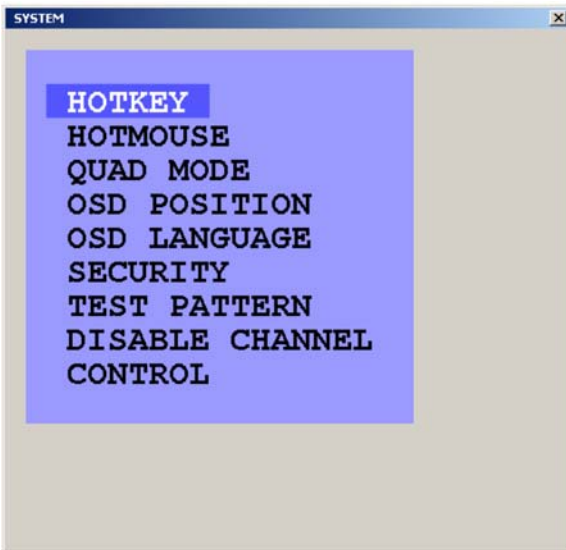 SYSTEM
HOTKEY
HOTMOUSE
QUAD MODE
OSD POSITION
OSD LANGUAGE
SECURITY
TEST PATTERN
DISABLE CHANNEL
CONTROL